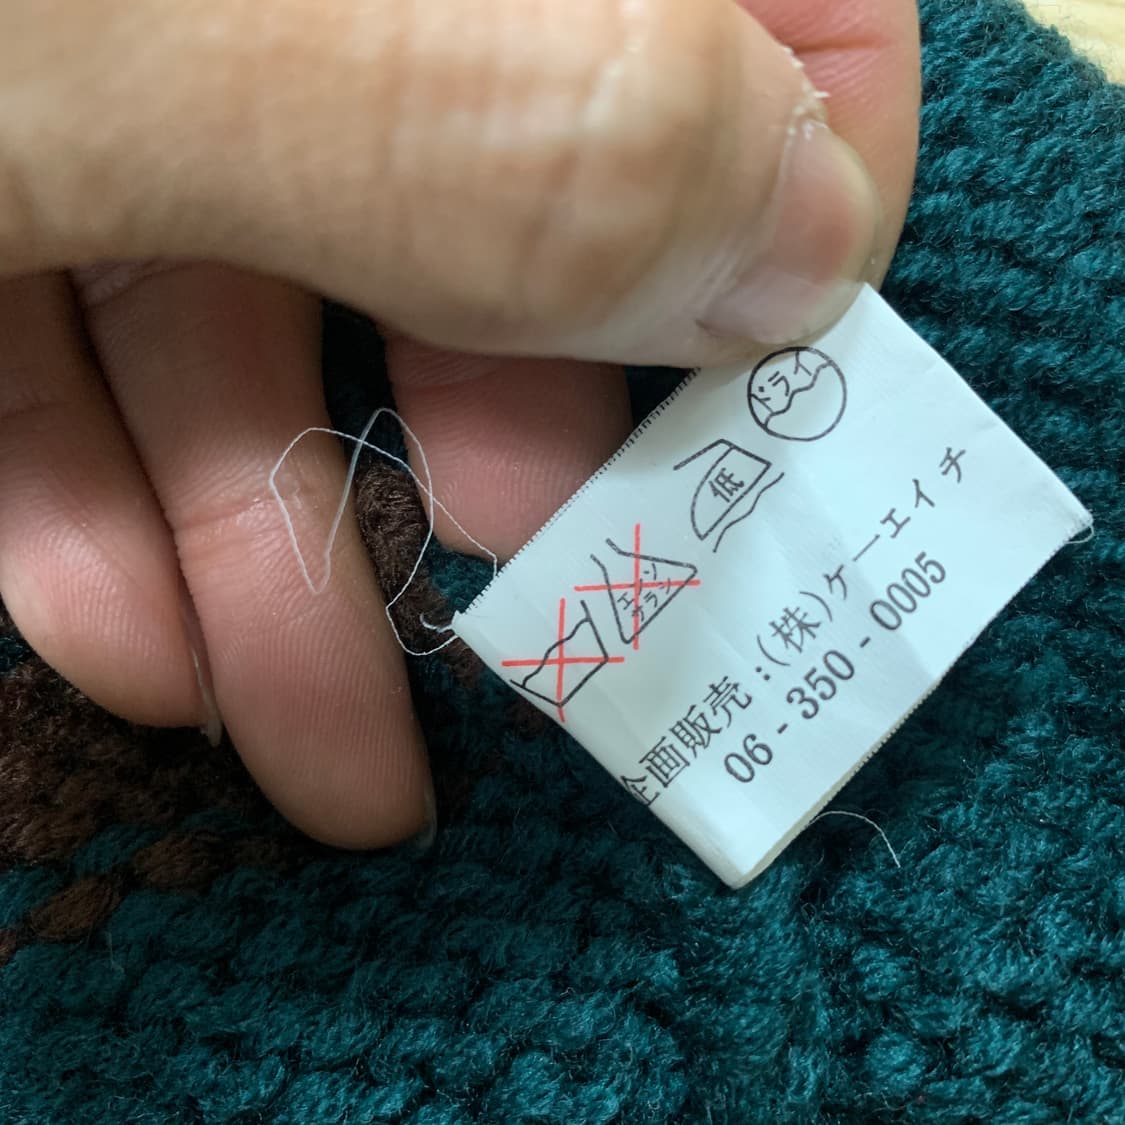 エンソ
サラシ
低
ドライ
企画販売：(株)ケーエイチ
06-350-0005